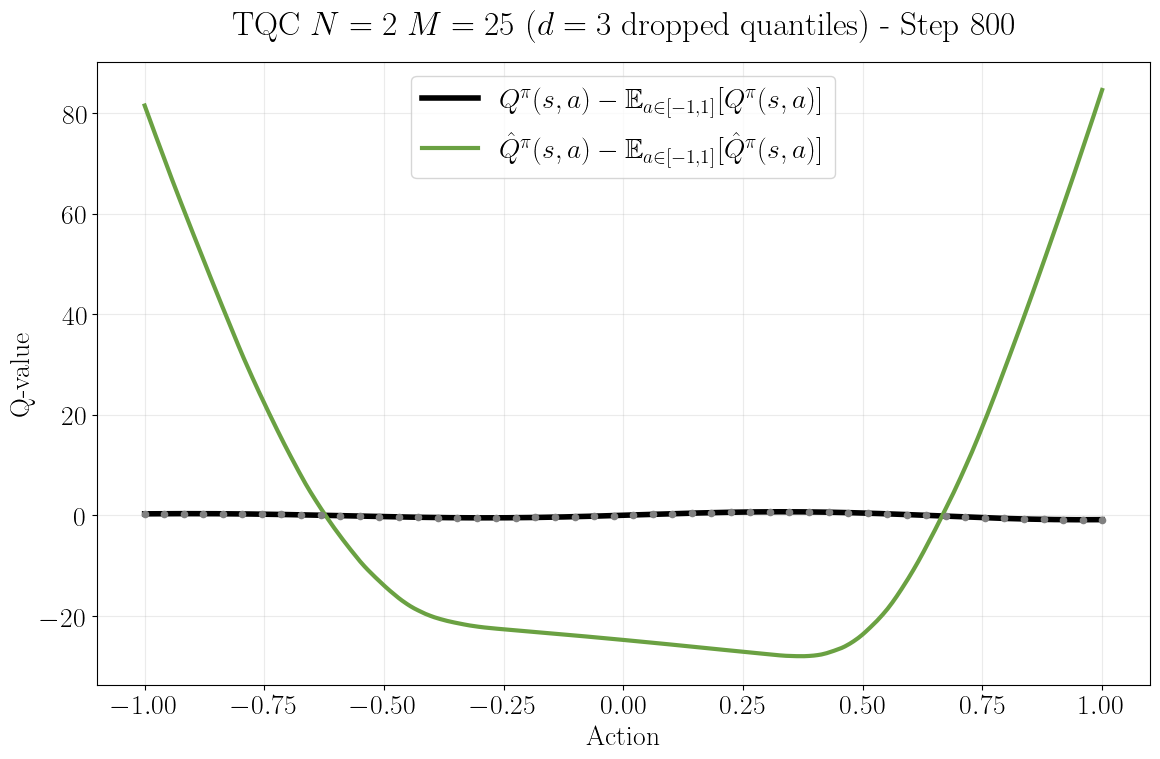 TQC N = 2 M = 25 (d = 3 dropped quantiles) - Step 800
Q^π(s, a) − 𝔼_{a∈[−1,1]}[Q^π(s, a)]
Q̂^π(s, a) − 𝔼_{a∈[−1,1]}[Q̂^π(s, a)]
Q-value
80
60
40
20
0
−20
−1.00 −0.75 −0.50 −0.25 0.00 0.25 0.50 0.75 1.00
Action